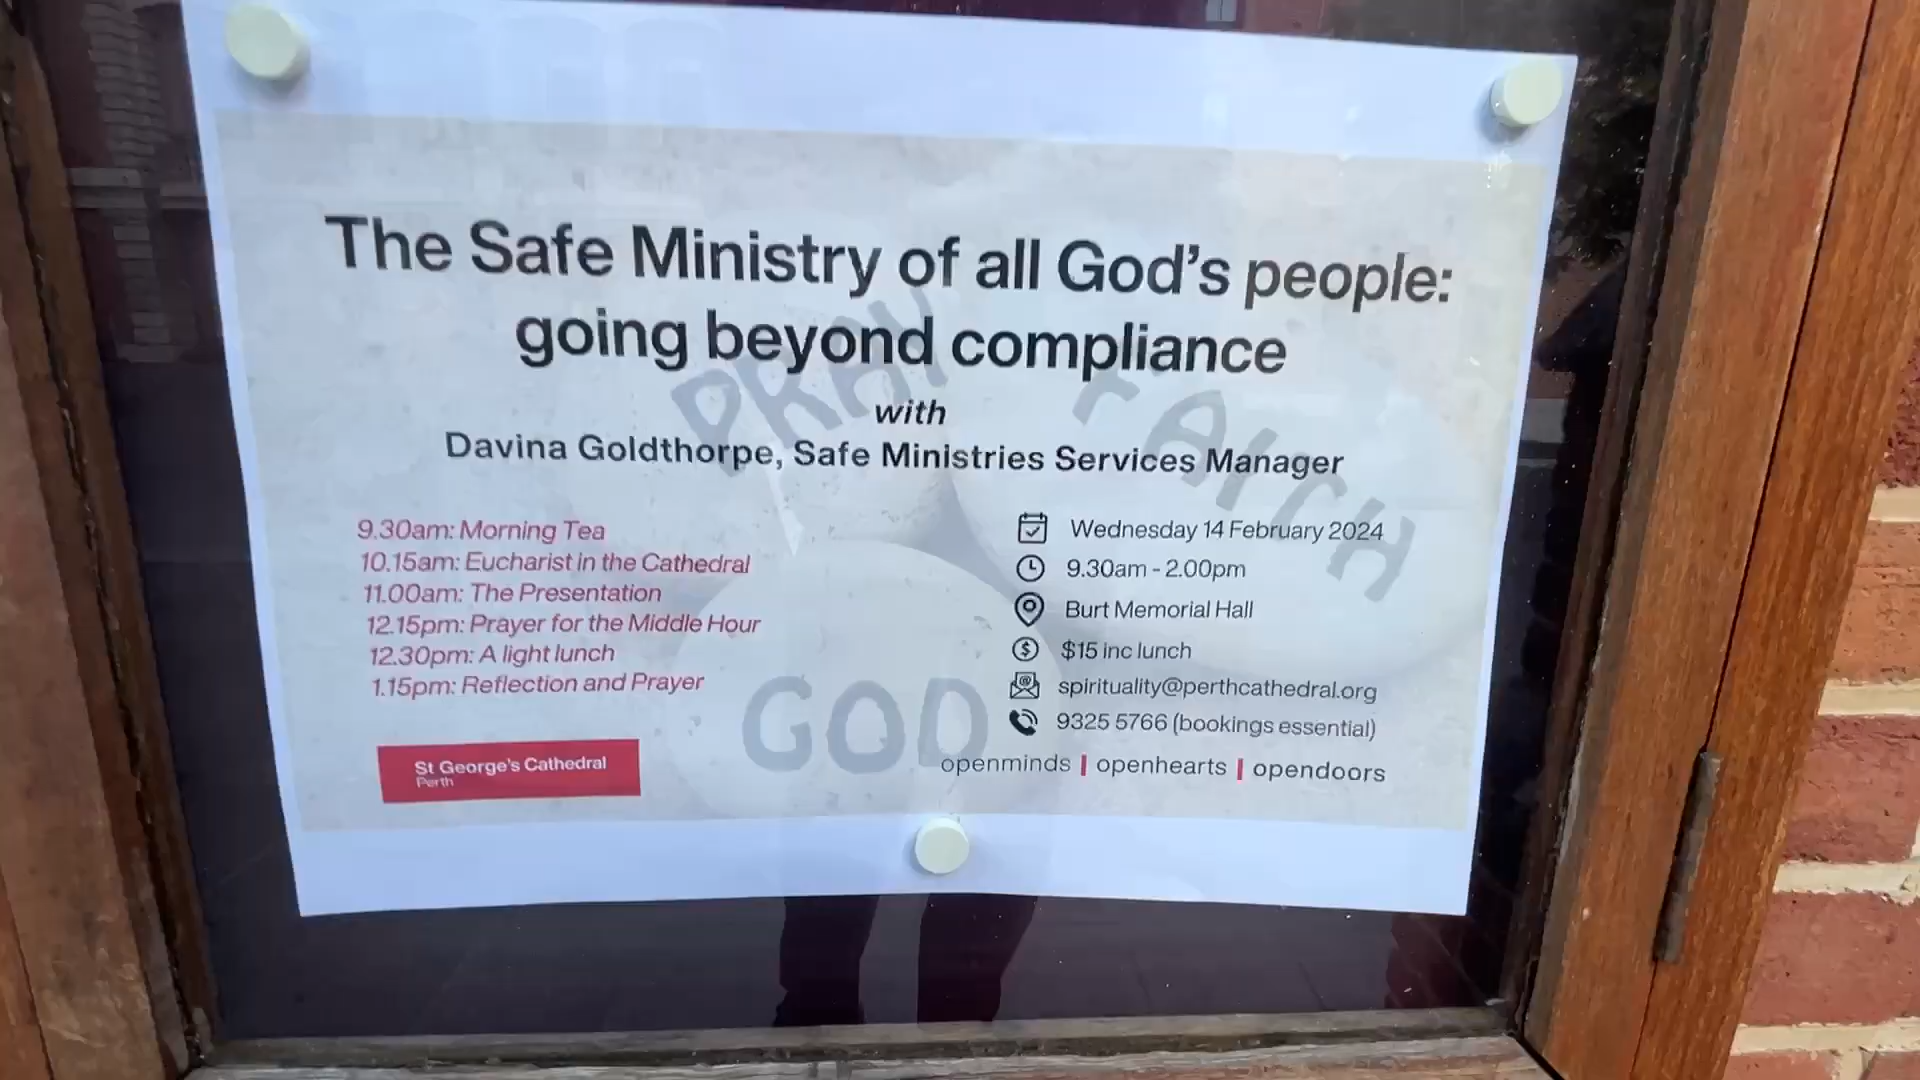 The Safe Ministry of all God's people:
going beyond compliance
with
Davina Goldthorpe, Safe Ministries Services Manager
9.30am: Morning Tea
10.15am: Eucharist in the Cathedral
11.00am: The Presentation
12.15pm: Prayer for the Middle Hour
12.30pm: A light lunch
1.15pm: Reflection and Prayer
Wednesday 14 February 2024
9.30am - 2.00pm
Burt Memorial Hall
$15 inc lunch
spirituality@perthcathedral.org
9325 5766 (bookings essential)
openminds | openhearts | opendoors
St George's Cathedral
Perth
PRAY
FAITH
GOD